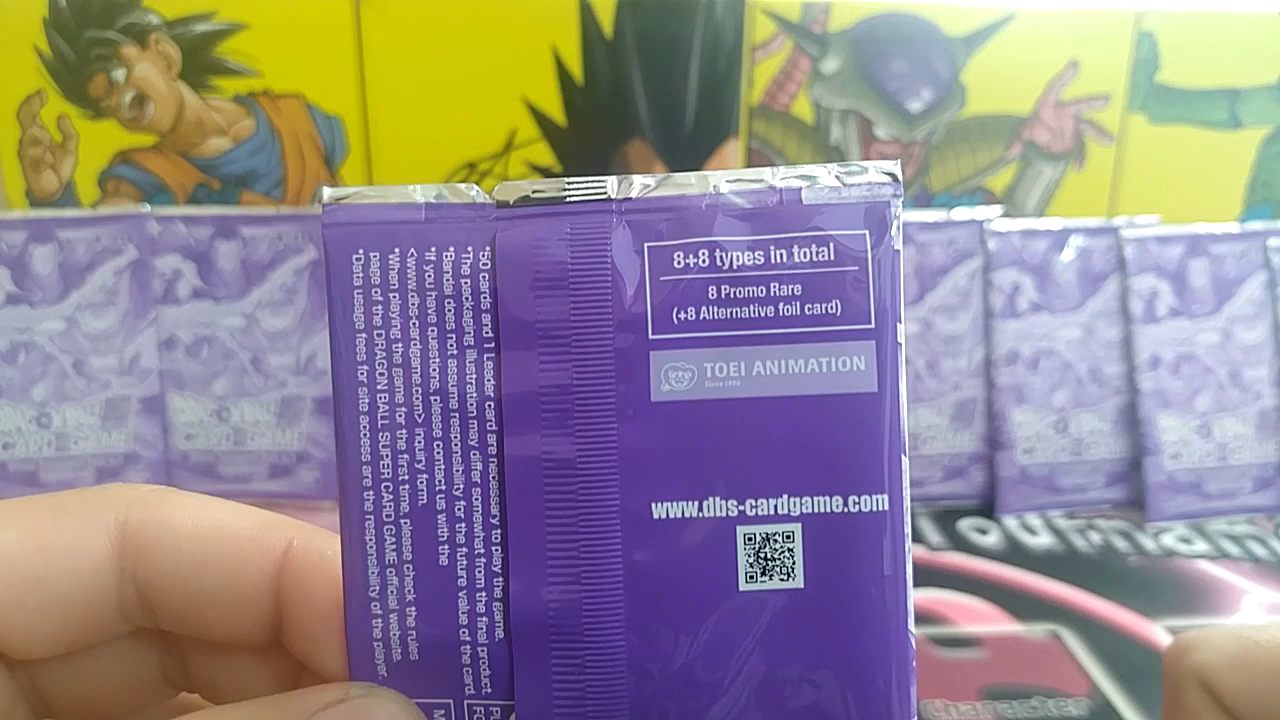 8+8 types in total
8 Promo Rare
(+8 Alternative foil card)
TOEI ANIMATION
Since 1956
www.dbs-cardgame.com
*50 cards and 1 Leader card are necessary to play the game.
*The packaging illustration may differ somewhat from the final product.
*Bandai does not assume responsibility for the future value of the card.
*If you have questions, please contact us with the
<www.dbs-cardgame.com> inquiry form.
*When playing the game for the first time, please check the rules
page of the DRAGON BALL SUPER CARD GAME official website.
*Data usage fees for site access are the responsibility of the player.
CARD GAME
CARD GAME
Character